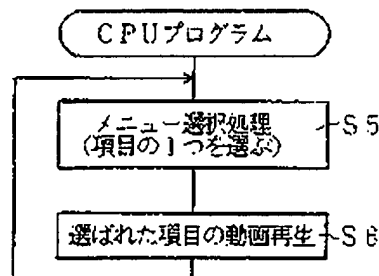 CPUプログラム
メニュー選択処理
(項目の1つを選ぶ)
S5
選ばれた項目の動画再生
S6